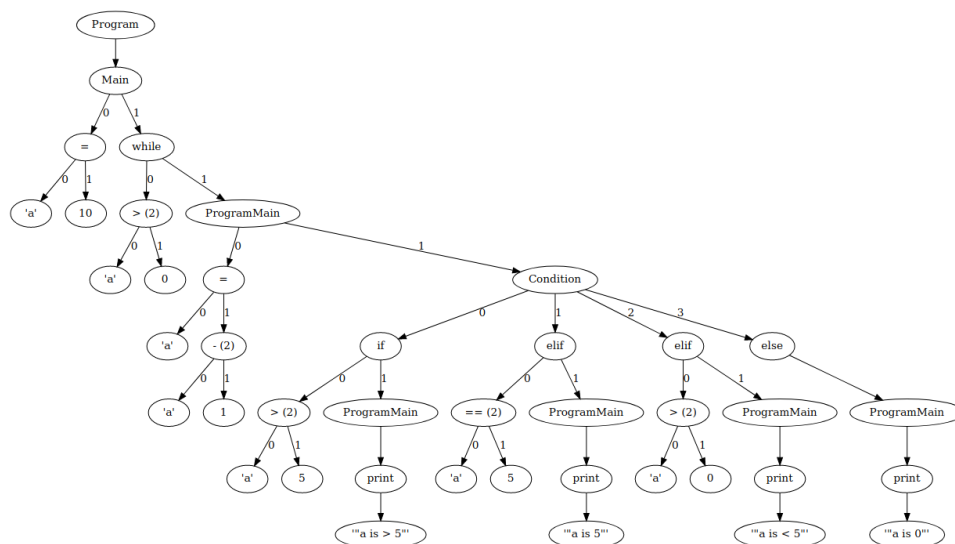 Program
Main
0 1
= while
0 1 0 1
'a' 10 > (2) ProgramMain
0 1 0 1
'a' 0 = Condition
0 1 0 1 2 3
'a' - (2) if elif elif else
0 1 0 1 0 1 0 1
'a' 1 > (2) ProgramMain == (2) ProgramMain > (2) ProgramMain ProgramMain
0 1 0 1 0 1
'a' 5 print 'a' 5 print 'a' 0 print print
'"a is > 5"' '"a is 5"' '"a is < 5"' '"a is 0"'